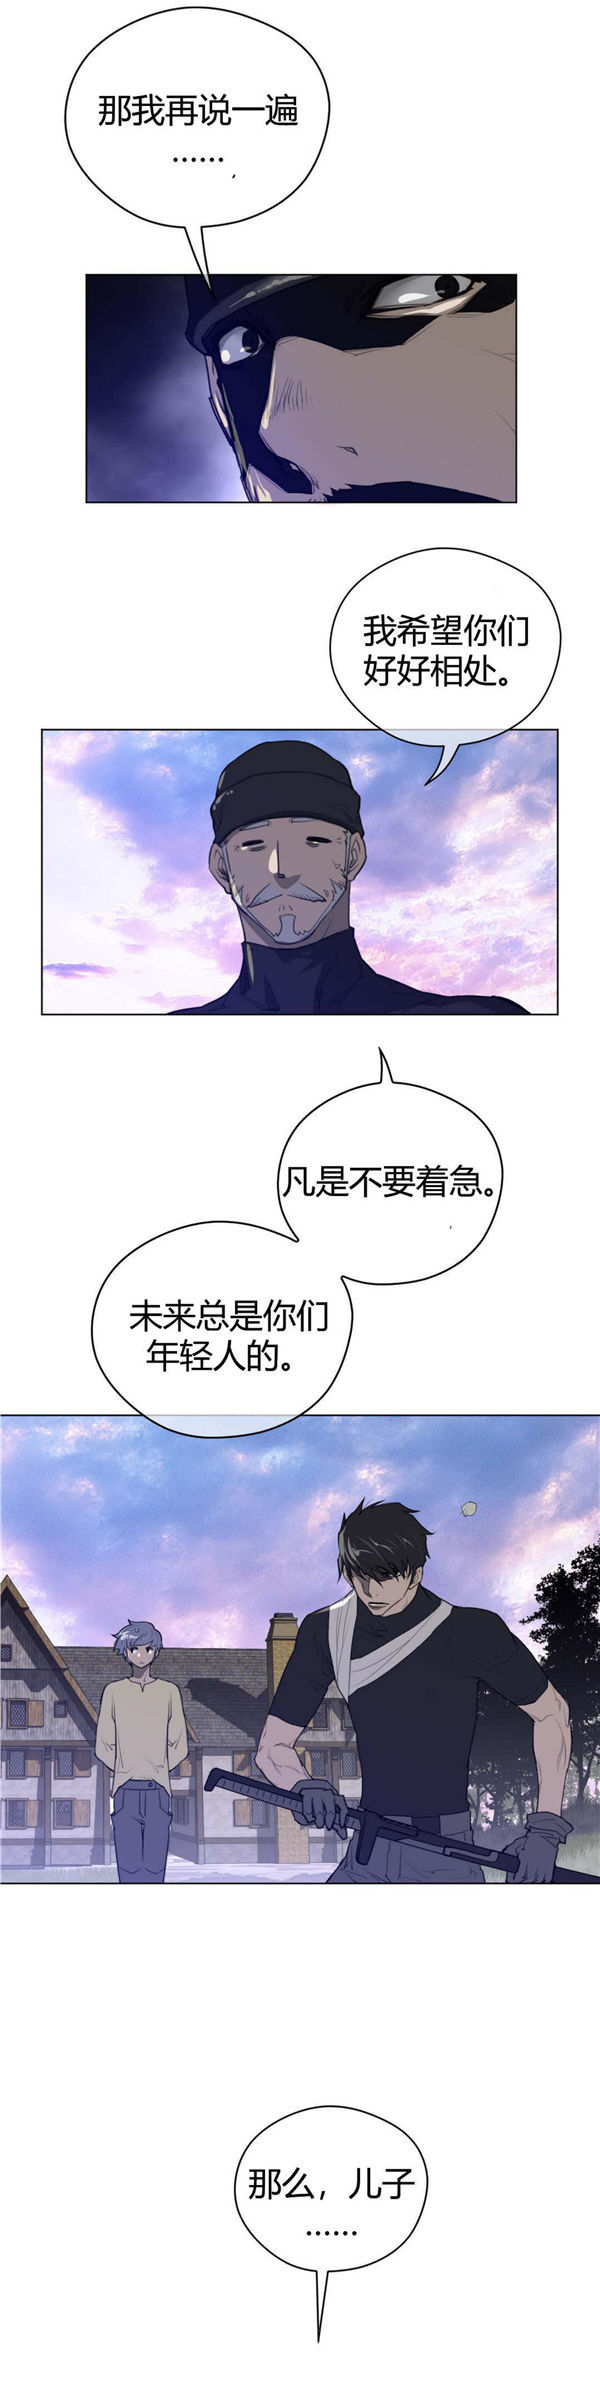 那我再说一遍
……
我希望你们
好好相处。
凡是不要着急。
未来总是你们
年轻人的。
那么，儿子
……